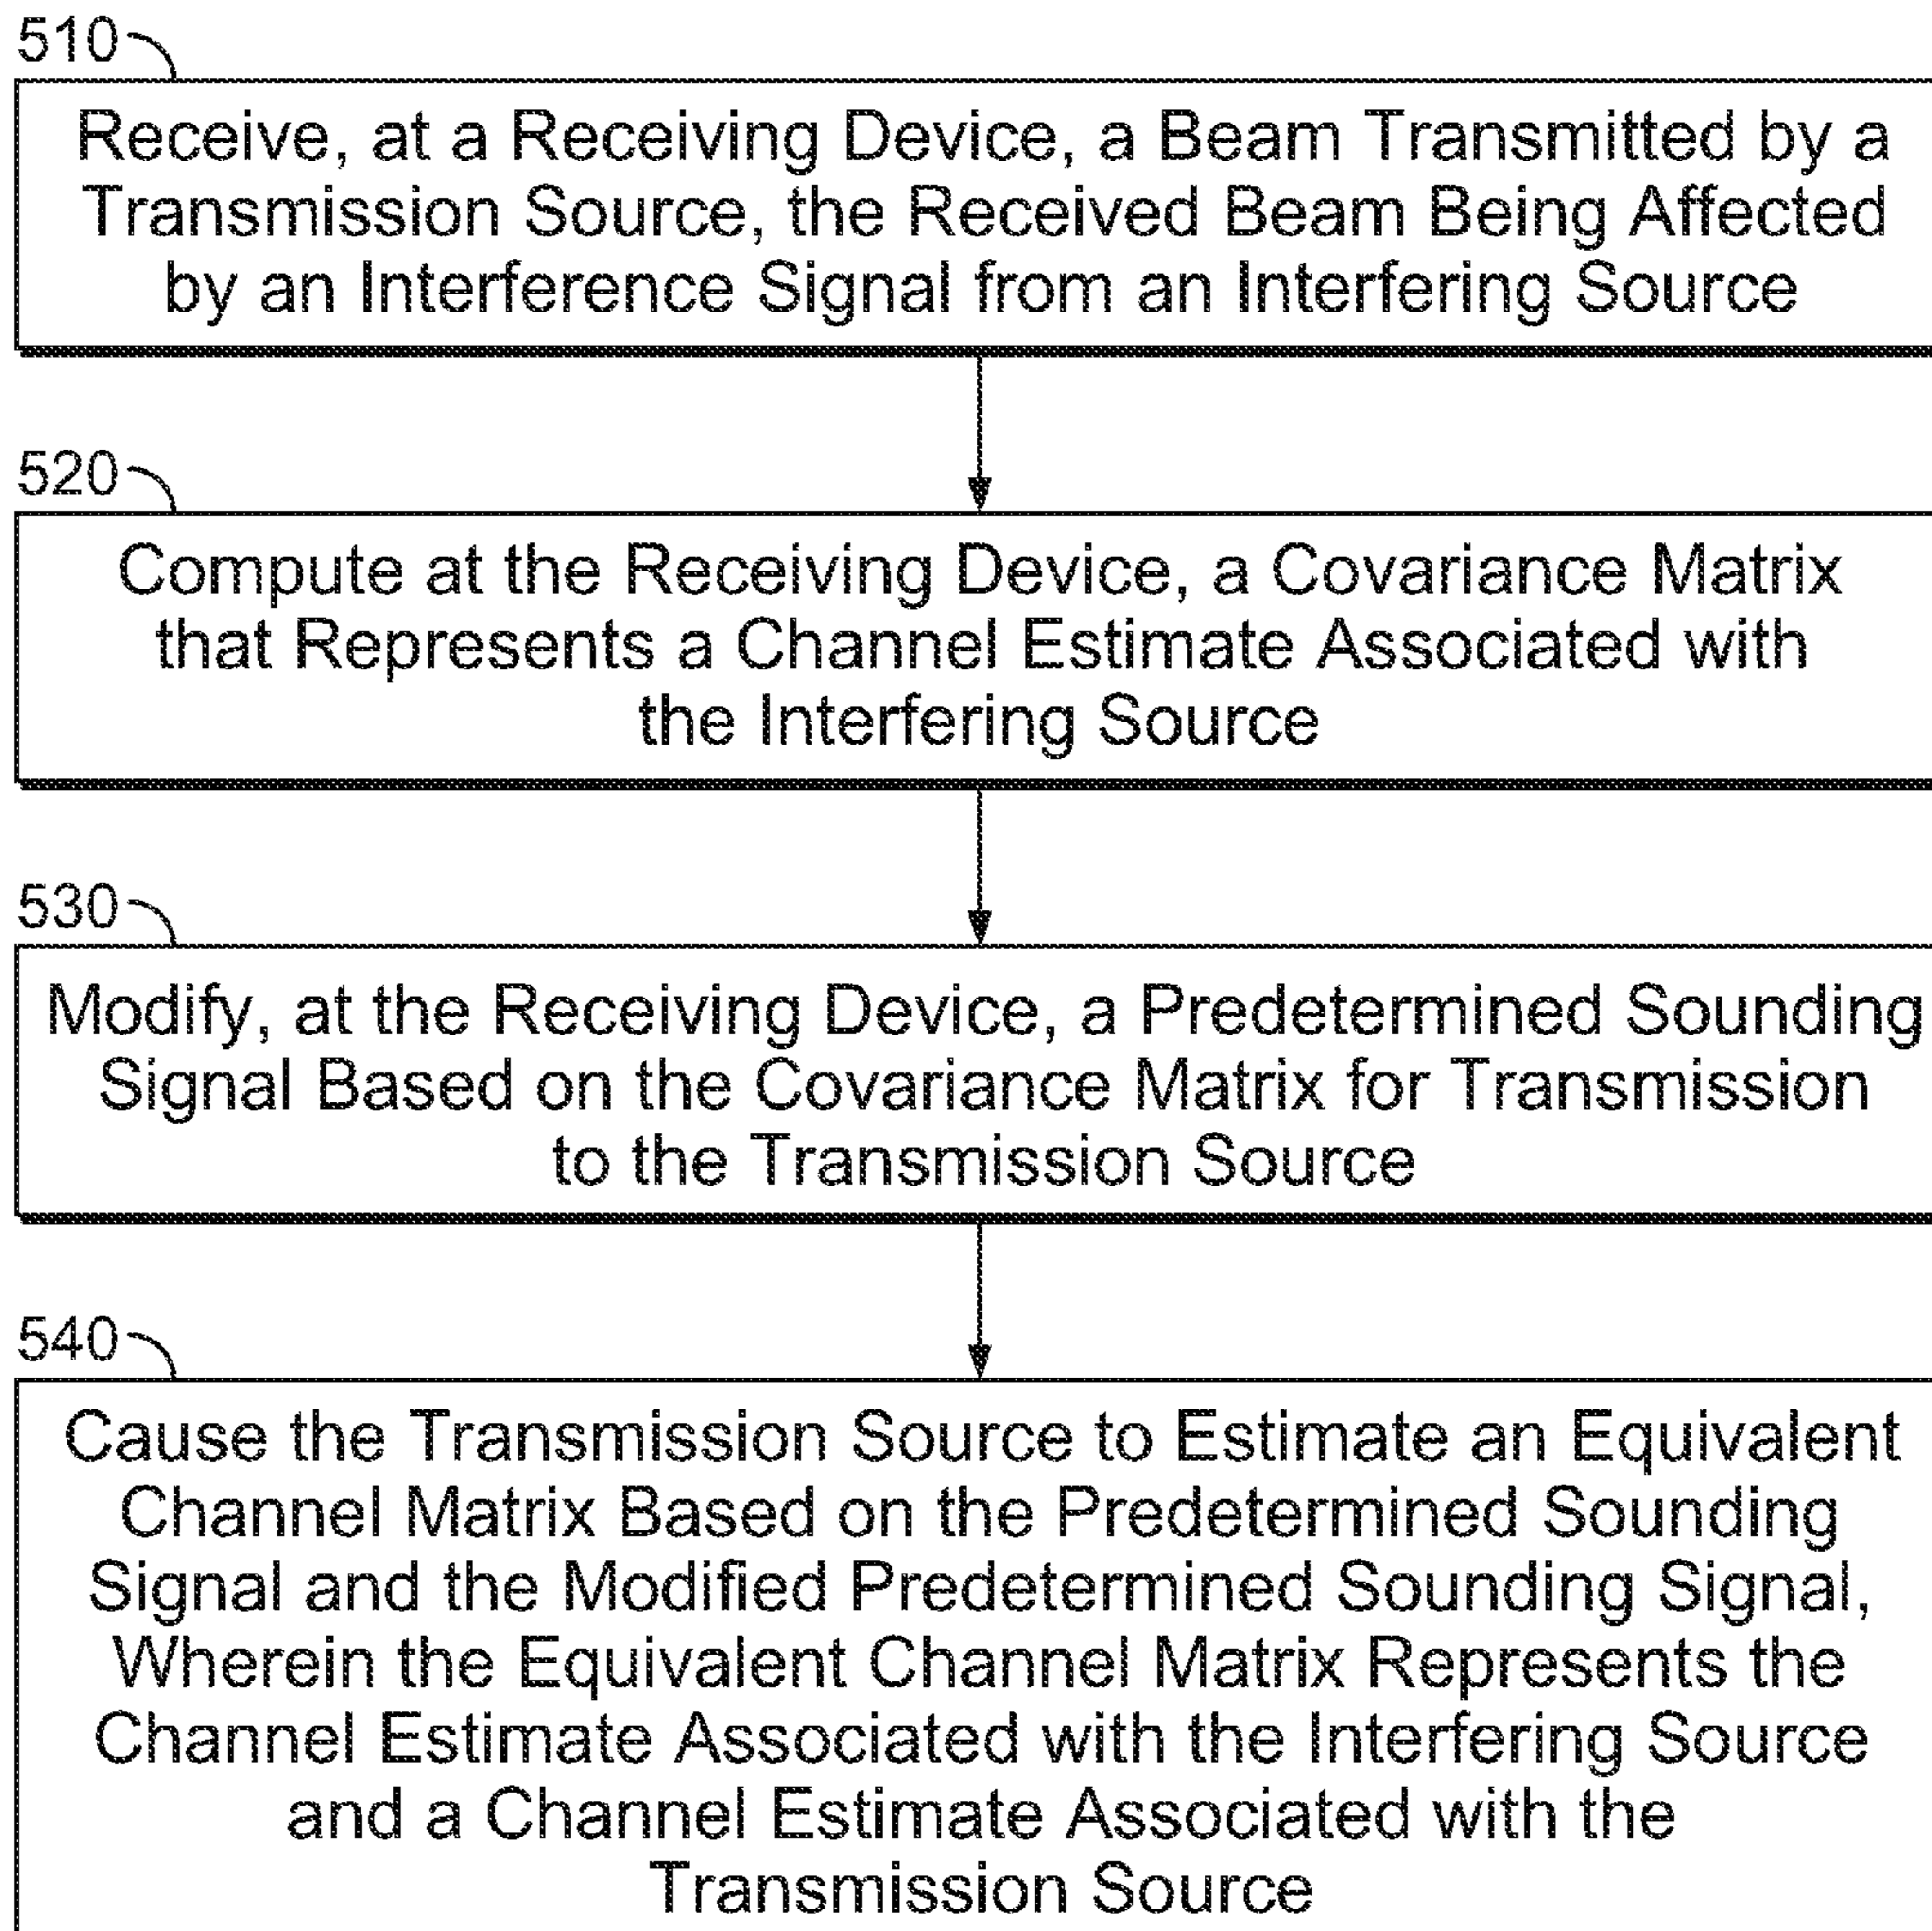 510
Receive, at a Receiving Device, a Beam Transmitted by a
Transmission Source, the Received Beam Being Affected
by an Interference Signal from an Interfering Source
520
Compute at the Receiving Device, a Covariance Matrix
that Represents a Channel Estimate Associated with
the Interfering Source
530
Modify, at the Receiving Device, a Predetermined Sounding
Signal Based on the Covariance Matrix for Transmission
to the Transmission Source
540
Cause the Transmission Source to Estimate an Equivalent
Channel Matrix Based on the Predetermined Sounding
Signal and the Modified Predetermined Sounding Signal,
Wherein the Equivalent Channel Matrix Represents the
Channel Estimate Associated with the Interfering Source
and a Channel Estimate Associated with the
Transmission Source